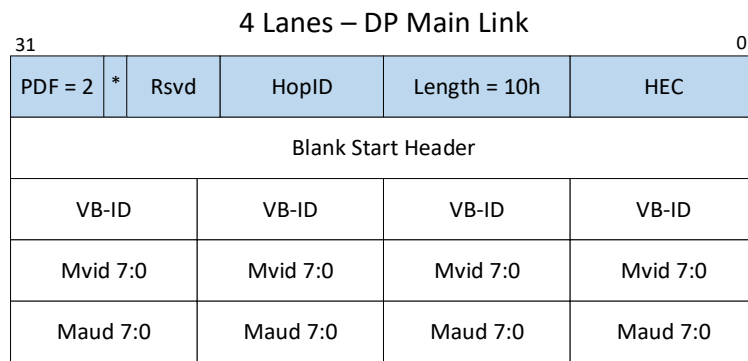 4 Lanes – DP Main Link
31 0
PDF = 2 * Rsvd HopID Length = 10h HEC
Blank Start Header
VB-ID VB-ID VB-ID VB-ID
Mvid 7:0 Mvid 7:0 Mvid 7:0 Mvid 7:0
Maud 7:0 Maud 7:0 Maud 7:0 Maud 7:0